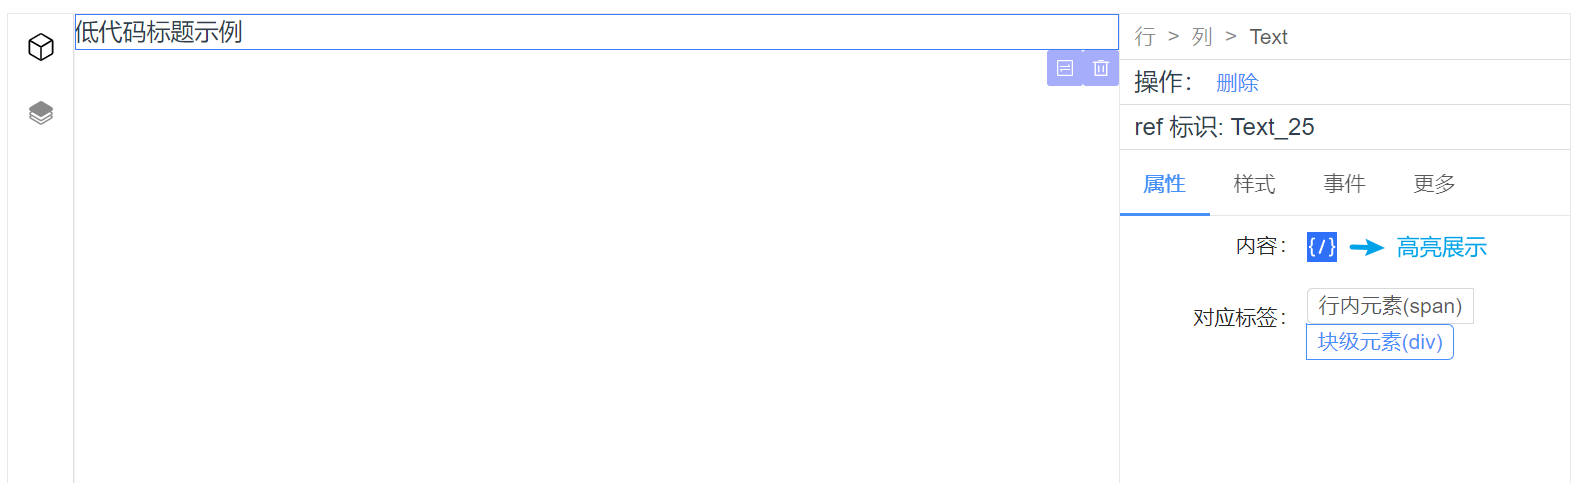 低代码标题示例
行 > 列 > Text
操作： 删除
ref 标识: Text_25
属性 样式 事件 更多
内容： {/} 高亮展示
对应标签： 行内元素(span)
块级元素(div)